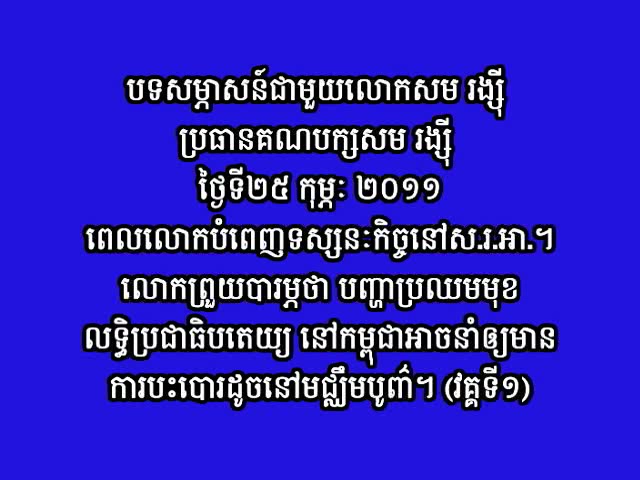 បទសម្ភាសន៍ជាមួយលោកសម រង្ស៊ី
ប្រធានគណបក្សសម រង្ស៊ី
ថ្ងៃទី២៥ កុម្ភៈ ២០១១
ពេលលោកបំពេញទស្សនៈកិច្ចនៅស.រ.អា.។
លោកព្រួយបារម្ភថា បញ្ហាប្រឈមមុខ
លទ្ធិប្រជាធិបតេយ្យ នៅកម្ពុជាអាចនាំឲ្យមាន
ការបះបោរដូចនៅមជ្ឈឹមបូព៌ា។ (វគ្គទី១)